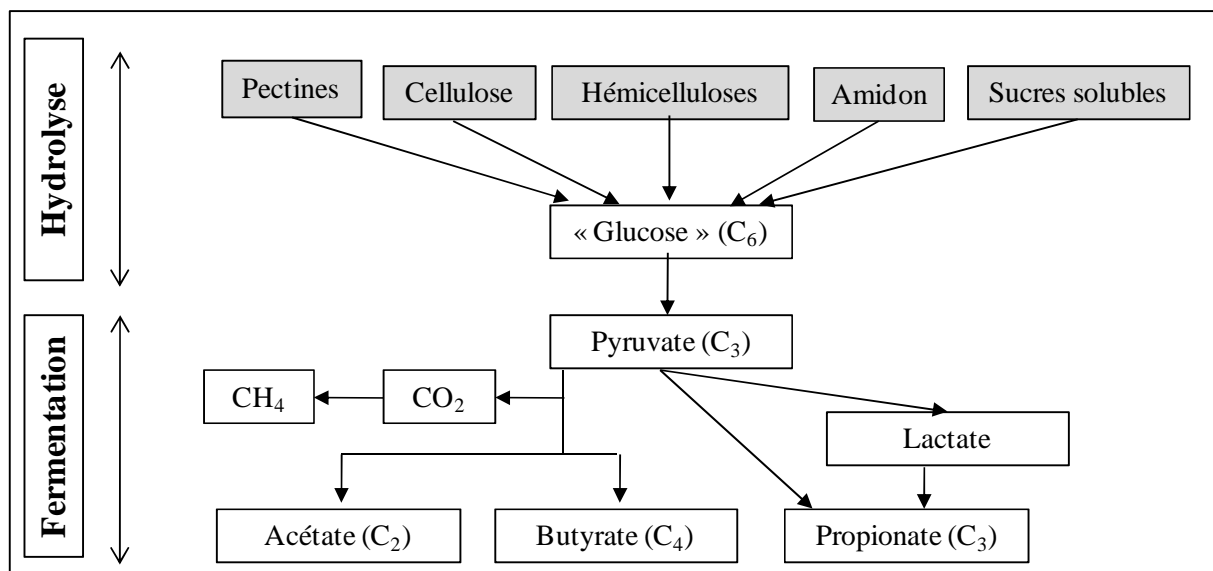 Hydrolyse
Pectines
Cellulose
Hémicelluloses
Amidon
Sucres solubles
« Glucose » (C6)
Fermentation
Pyruvate (C3)
CH4
CO2
Lactate
Acétate (C2)
Butyrate (C4)
Propionate (C3)